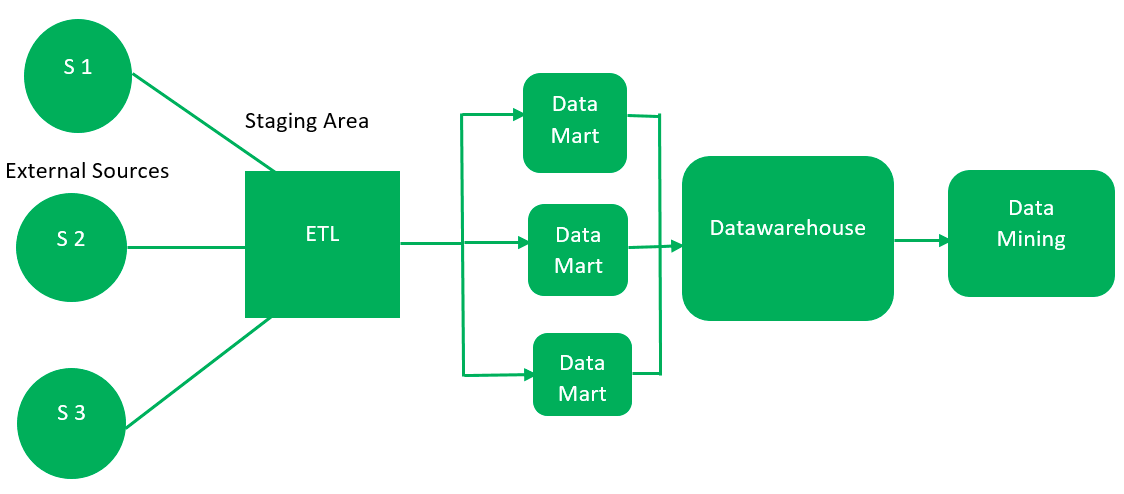 S 1
Staging Area
External Sources
S 2
S 3
ETL
Data
Mart
Data
Mart
Data
Mart
Datawarehouse
Data
Mining